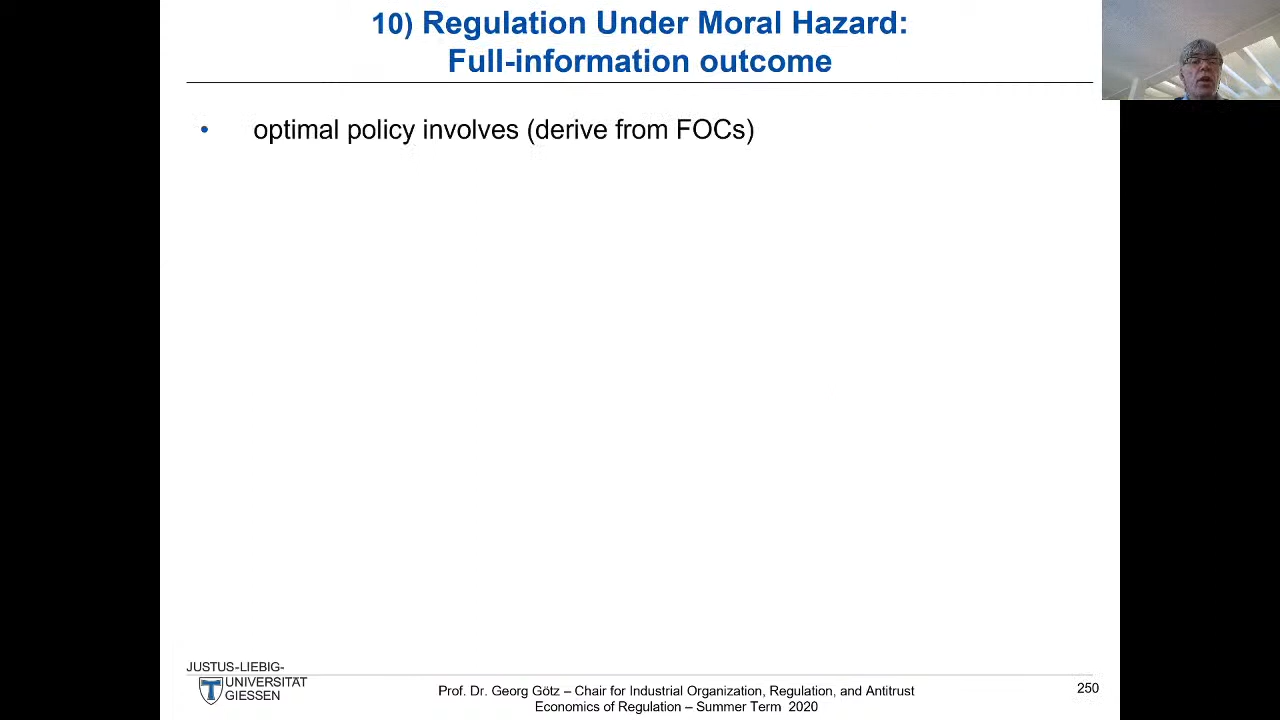 10) Regulation Under Moral Hazard:
Full-information outcome
• optimal policy involves (derive from FOCs)
JUSTUS-LIEBIG-
UNIVERSITÄT
GIESSEN
Prof. Dr. Georg Götz – Chair for Industrial Organization, Regulation, and Antitrust
Economics of Regulation – Summer Term 2020
250